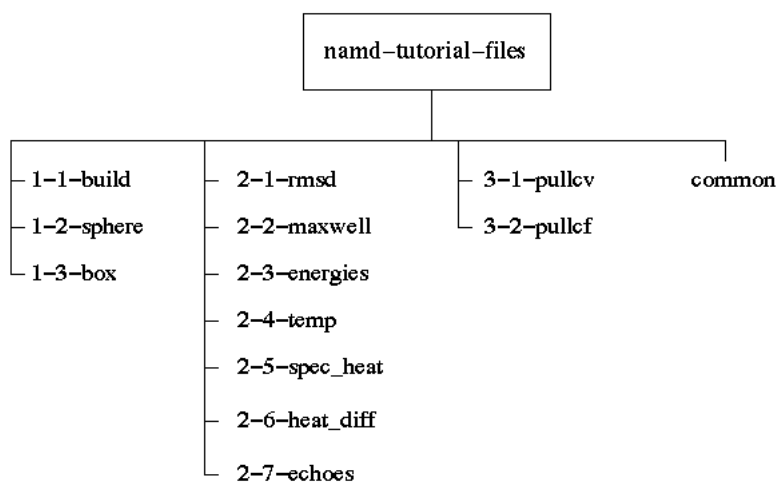 namd-tutorial-files
1-1-build
1-2-sphere
1-3-box
2-1-rmsd
2-2-maxwell
2-3-energies
2-4-temp
2-5-spec_heat
2-6-heat_diff
2-7-echoes
3-1-pullcv
3-2-pullcf
common